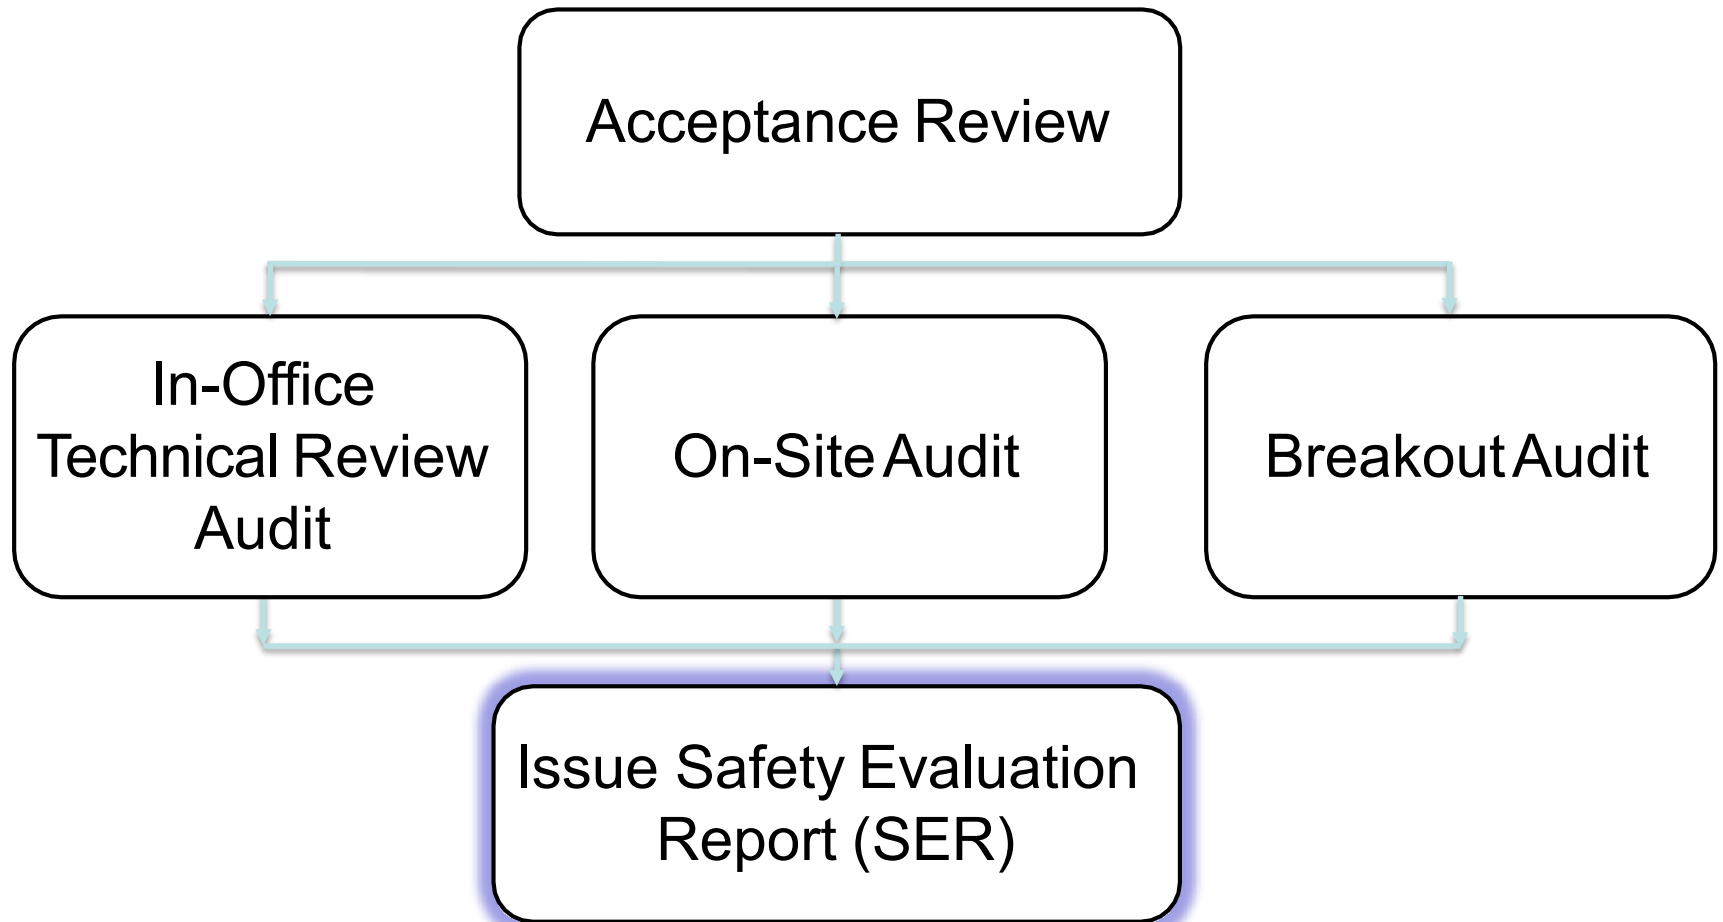 Acceptance Review
In-Office
Technical Review
Audit
On-Site Audit
Breakout Audit
Issue Safety Evaluation
Report (SER)